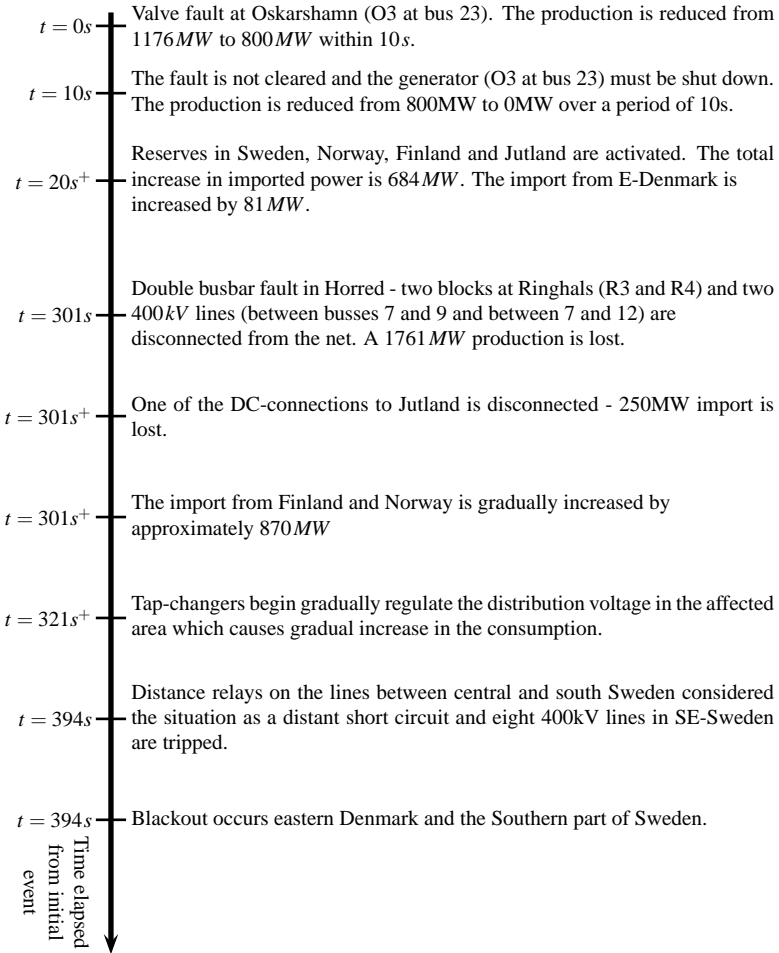 t = 0s
Valve fault at Oskarshamn (O3 at bus 23). The production is reduced from
1176MW to 800MW within 10s.
t = 10s
The fault is not cleared and the generator (O3 at bus 23) must be shut down.
The production is reduced from 800MW to 0MW over a period of 10s.
t = 20s⁺
Reserves in Sweden, Norway, Finland and Jutland are activated. The total
increase in imported power is 684MW. The import from E-Denmark is
increased by 81MW.
t = 301s
Double busbar fault in Horred - two blocks at Ringhals (R3 and R4) and two
400kV lines (between busses 7 and 9 and between 7 and 12) are
disconnected from the net. A 1761MW production is lost.
t = 301s⁺
One of the DC-connections to Jutland is disconnected - 250MW import is
lost.
t = 301s⁺
The import from Finland and Norway is gradually increased by
approximately 870MW
t = 321s⁺
Tap-changers begin gradually regulate the distribution voltage in the affected
area which causes gradual increase in the consumption.
t = 394s
Distance relays on the lines between central and south Sweden considered
the situation as a distant short circuit and eight 400kV lines in SE-Sweden
are tripped.
t = 394s
Blackout occurs eastern Denmark and the Southern part of Sweden.
Time elapsed
from initial
event